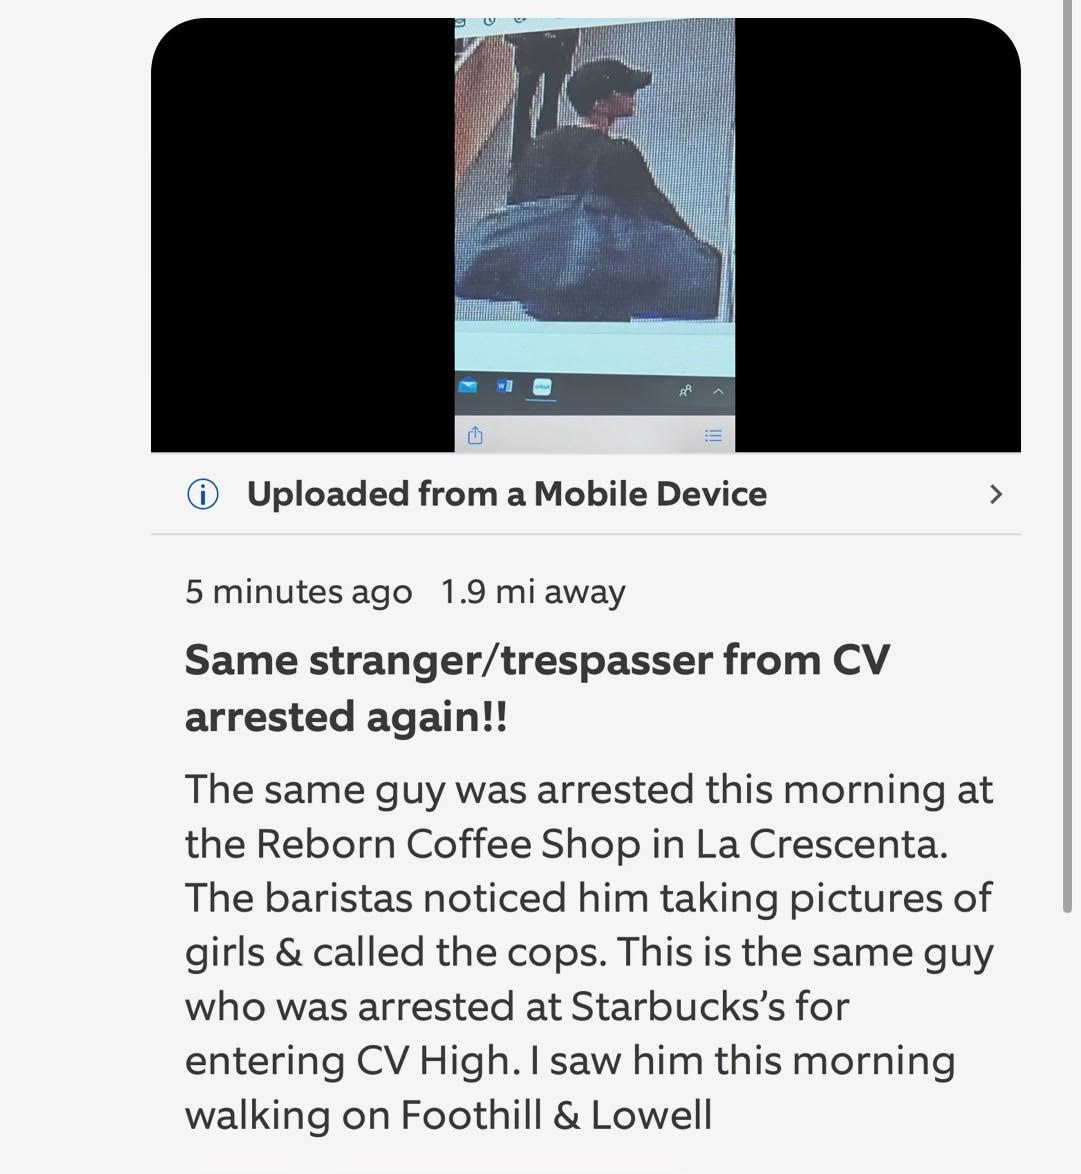 Uploaded from a Mobile Device
5 minutes ago 1.9 mi away
Same stranger/trespasser from CV
arrested again!!
The same guy was arrested this morning at
the Reborn Coffee Shop in La Crescenta.
The baristas noticed him taking pictures of
girls & called the cops. This is the same guy
who was arrested at Starbucks’s for
entering CV High. I saw him this morning
walking on Foothill & Lowell